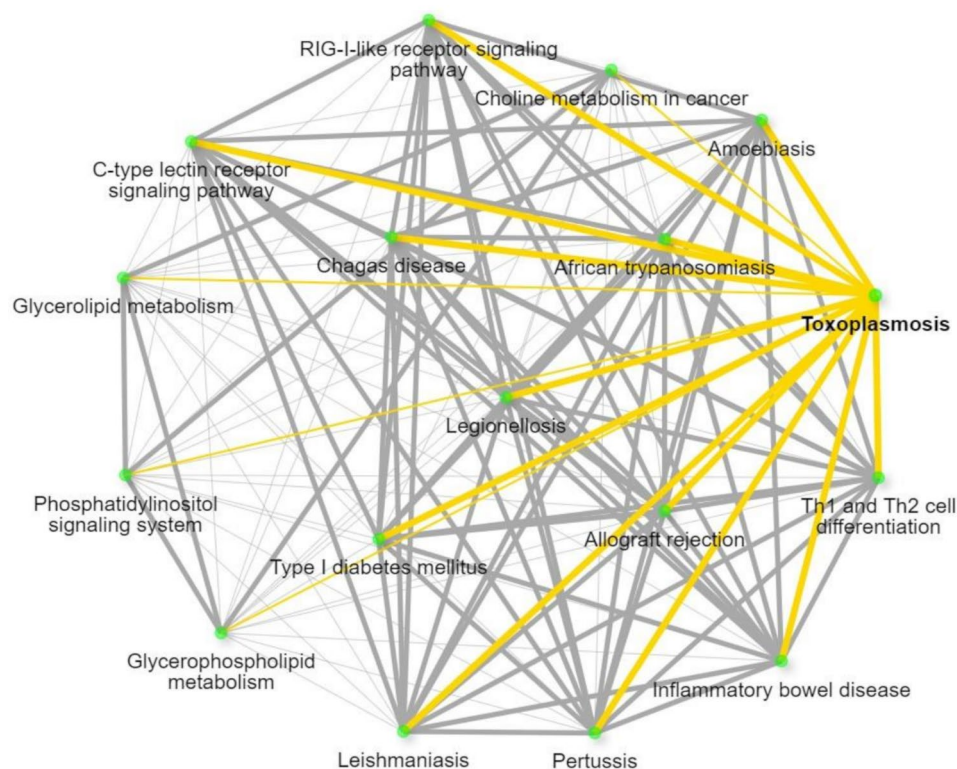 RIG-I-like receptor signaling
pathway
Choline metabolism in cancer
Amoebiasis
C-type lectin receptor
signaling pathway
Chagas disease
African trypanosomiasis
Glycerolipid metabolism
Toxoplasmosis
Legionellosis
Phosphatidylinositol
signaling system
Th1 and Th2 cell
differentiation
Allograft rejection
Type I diabetes mellitus
Glycerophospholipid
metabolism
Inflammatory bowel disease
Leishmaniasis
Pertussis